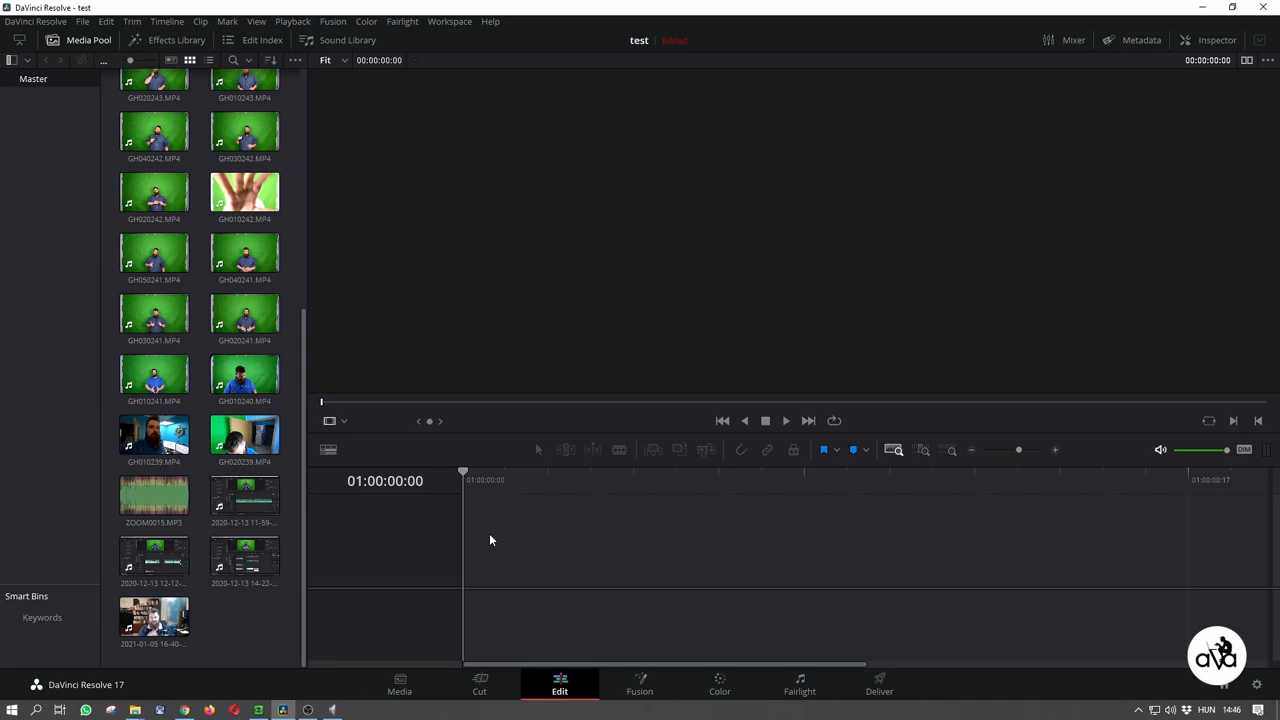 DaVinci Resolve - test
DaVinci Resolve File Edit Trim Timeline Clip Mark View Playback Fusion Color Fairlight Workspace Help
Media Pool Effects Library Edit Index Sound Library test Edited Mixer Metadata Inspector
... Fit 00:00:00:00 00:00:00:00
Master
GH020243.MP4 GH010243.MP4
GH040242.MP4 GH030242.MP4
GH020242.MP4 GH010242.MP4
GH050241.MP4 GH040241.MP4
GH030241.MP4 GH020241.MP4
GH010241.MP4 GH010240.MP4
GH010239.MP4 GH020239.MP4
DIM
01:00:00:00 01:00:00:00 01:00:00:17
ZOOM0015.MP3 2020-12-13 11-59-...
2020-12-13 12-12-... 2020-12-13 14-22-...
Smart Bins
Keywords
2021-01-05 16-40-...
ava
DaVinci Resolve 17 Media Cut Edit Fusion Color Fairlight Deliver
HUN 14:46